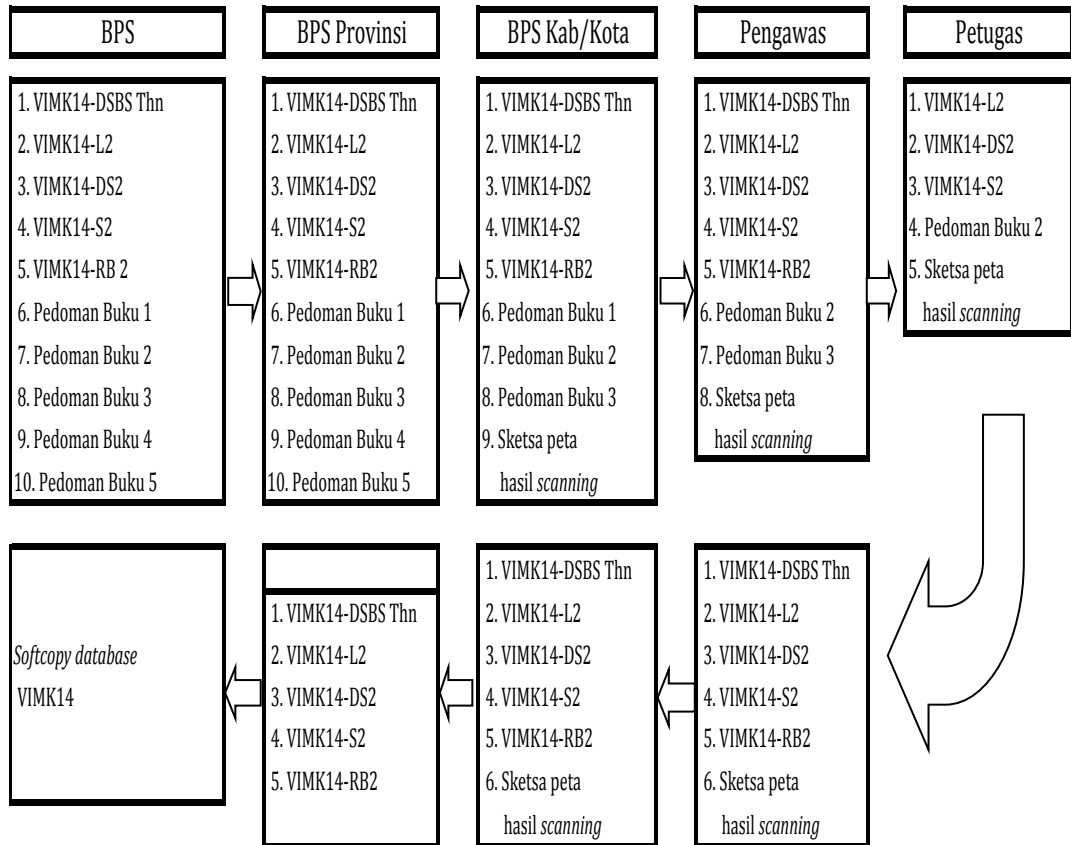 BPS
BPS Provinsi
BPS Kab/Kota
Pengawas
Petugas
1. VIMK14-DSBS Thn
2. VIMK14-L2
3. VIMK14-DS2
4. VIMK14-S2
5. VIMK14-RB 2
6. Pedoman Buku 1
7. Pedoman Buku 2
8. Pedoman Buku 3
9. Pedoman Buku 4
10. Pedoman Buku 5
1. VIMK14-DSBS Thn
2. VIMK14-L2
3. VIMK14-DS2
4. VIMK14-S2
5. VIMK14-RB2
6. Pedoman Buku 1
7. Pedoman Buku 2
8. Pedoman Buku 3
9. Pedoman Buku 4
10. Pedoman Buku 5
1. VIMK14-DSBS Thn
2. VIMK14-L2
3. VIMK14-DS2
4. VIMK14-S2
5. VIMK14-RB2
6. Pedoman Buku 1
7. Pedoman Buku 2
8. Pedoman Buku 3
9. Sketsa peta
hasil scanning
1. VIMK14-DSBS Thn
2. VIMK14-L2
3. VIMK14-DS2
4. VIMK14-S2
5. VIMK14-RB2
6. Pedoman Buku 2
7. Pedoman Buku 3
8. Sketsa peta
hasil scanning
1. VIMK14-L2
2. VIMK14-DS2
3. VIMK14-S2
4. Pedoman Buku 2
5. Sketsa peta
hasil scanning
Softcopy database
VIMK14
1. VIMK14-DSBS Thn
2. VIMK14-L2
3. VIMK14-DS2
4. VIMK14-S2
5. VIMK14-RB2
1. VIMK14-DSBS Thn
2. VIMK14-L2
3. VIMK14-DS2
4. VIMK14-S2
5. VIMK14-RB2
6. Sketsa peta
hasil scanning
1. VIMK14-DSBS Thn
2. VIMK14-L2
3. VIMK14-DS2
4. VIMK14-S2
5. VIMK14-RB2
6. Sketsa peta
hasil scanning